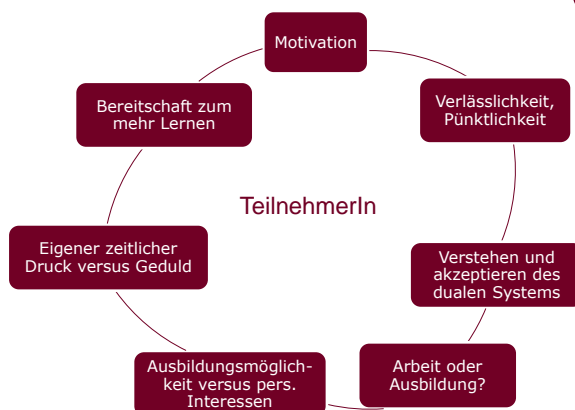 Motivation
Verlässlichkeit,
Pünktlichkeit
Verstehen und
akzeptieren des
dualen Systems
Arbeit oder
Ausbildung?
Ausbildungsmöglich-
keit versus pers.
Interessen
Eigener zeitlicher
Druck versus Geduld
Bereitschaft zum
mehr Lernen
TeilnehmerIn